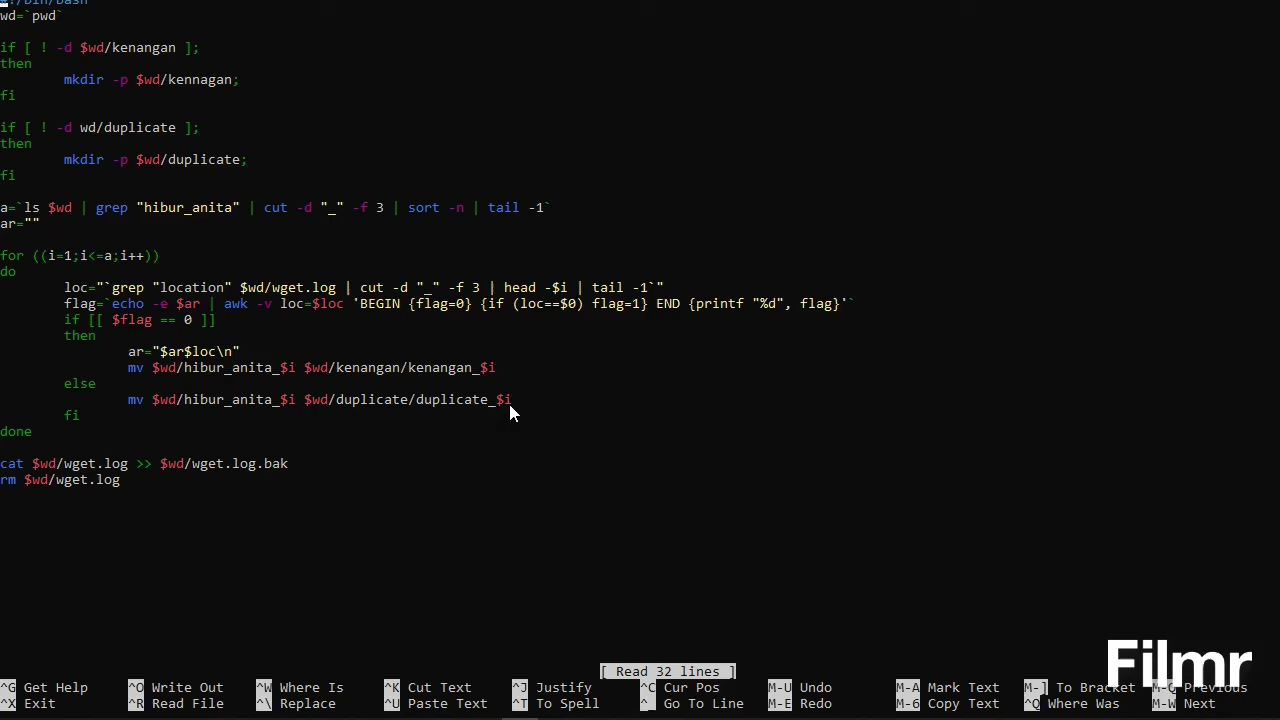 #!/bin/bash
wd=`pwd`
if [ ! -d $wd/kenangan ];
then
mkdir -p $wd/kennagan;
fi
if [ ! -d wd/duplicate ];
then
mkdir -p $wd/duplicate;
fi
a=`ls $wd | grep "hibur_anita" | cut -d "_" -f 3 | sort -n | tail -1`
ar=""
for ((i=1;i<=a;i++))
do
loc="`grep "location" $wd/wget.log | cut -d "_" -f 3 | head -$i | tail -1`"
flag=`echo -e $ar | awk -v loc=$loc 'BEGIN {flag=0} {if (loc==$0) flag=1} END {printf "%d", flag}'`
if [[ $flag == 0 ]]
then
ar="$ar$loc\n"
mv $wd/hibur_anita_$i $wd/kenangan/kenangan_$i
else
mv $wd/hibur_anita_$i $wd/duplicate/duplicate_$i
fi
done
cat $wd/wget.log >> $wd/wget.log.bak
rm $wd/wget.log
[ Read 32 lines ]
Filmr
^G Get Help ^O Write Out ^W Where Is ^K Cut Text ^J Justify ^C Cur Pos M-U Undo M-A Mark Text M-] To Bracket M-Q Previous
^X Exit ^R Read File ^\ Replace ^U Paste Text ^T To Spell ^_ Go To Line M-E Redo M-6 Copy Text ^Q Where Was M-W Next